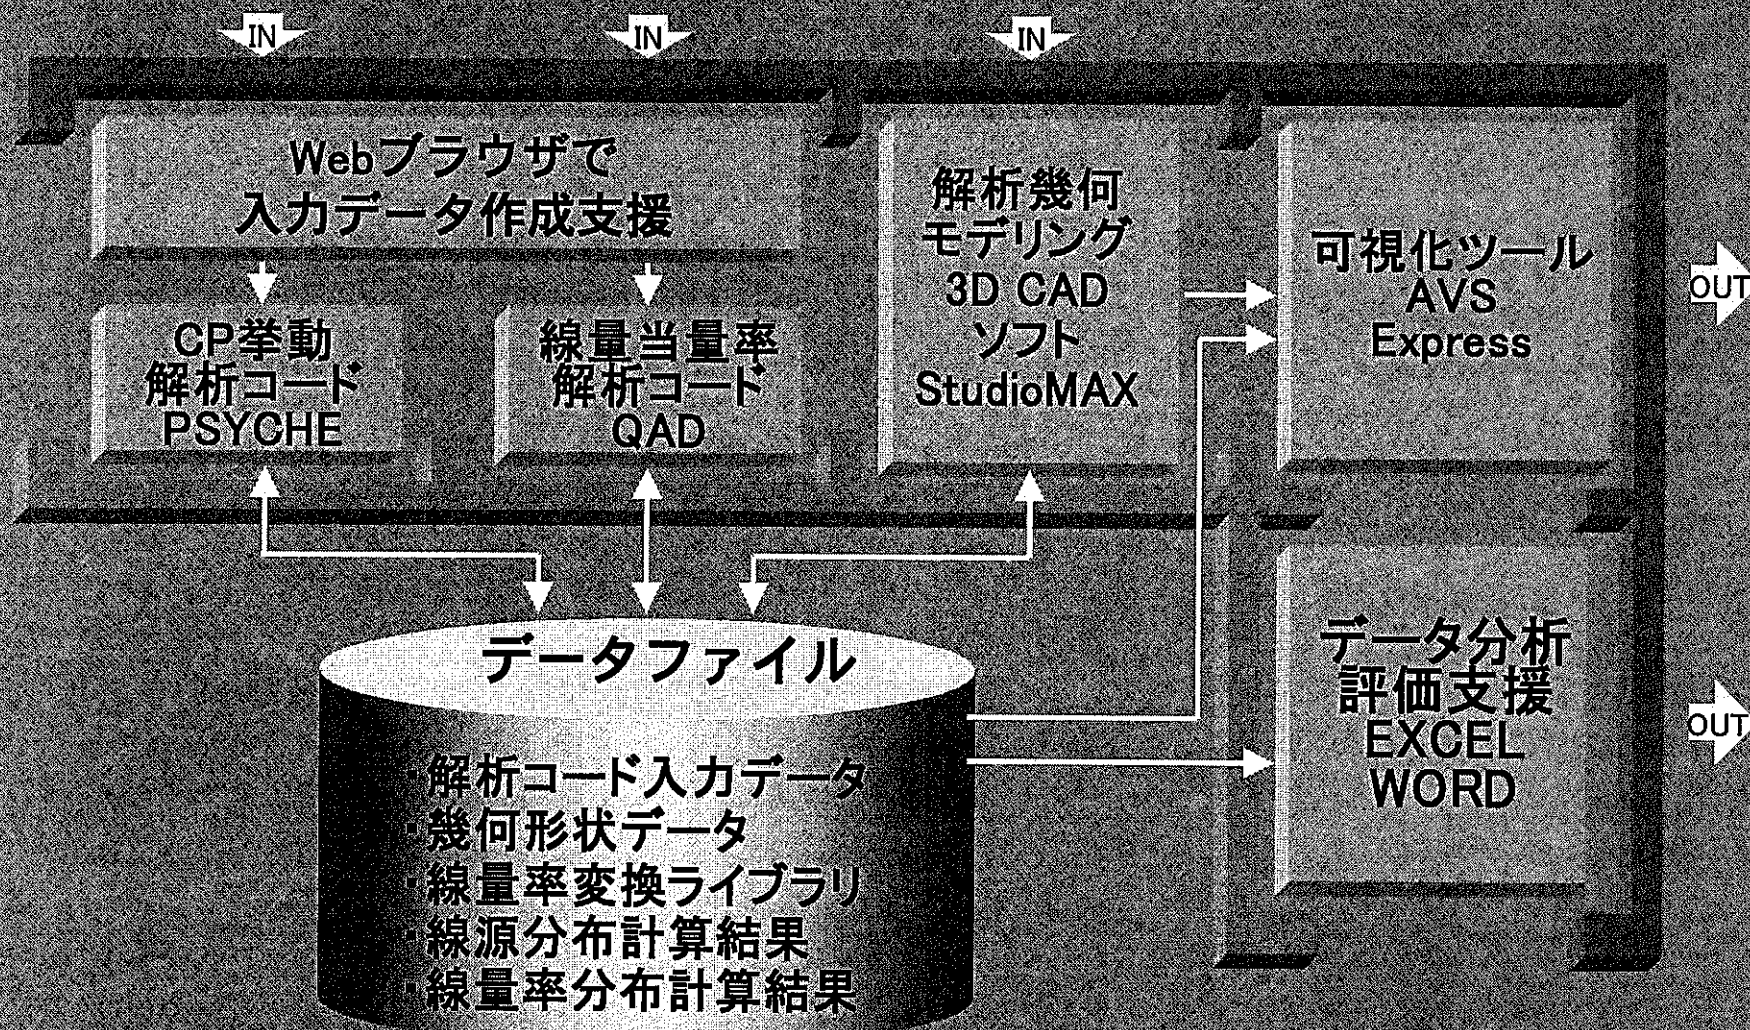 IN
IN
IN
Webブラウザで
入力データ作成支援
CP挙動
解析コード
PSYCHE
線量当量率
解析コード
QAD
解析幾何
モデリング
3D CAD
ソフト
StudioMAX
可視化ツール
AVS
Express
OUT
データファイル
・解析コード入力データ
・幾何形状データ
・線量率変換ライブラリ
・線源分布計算結果
・線量率分布計算結果
データ分析
評価支援
EXCEL
WORD
OUT